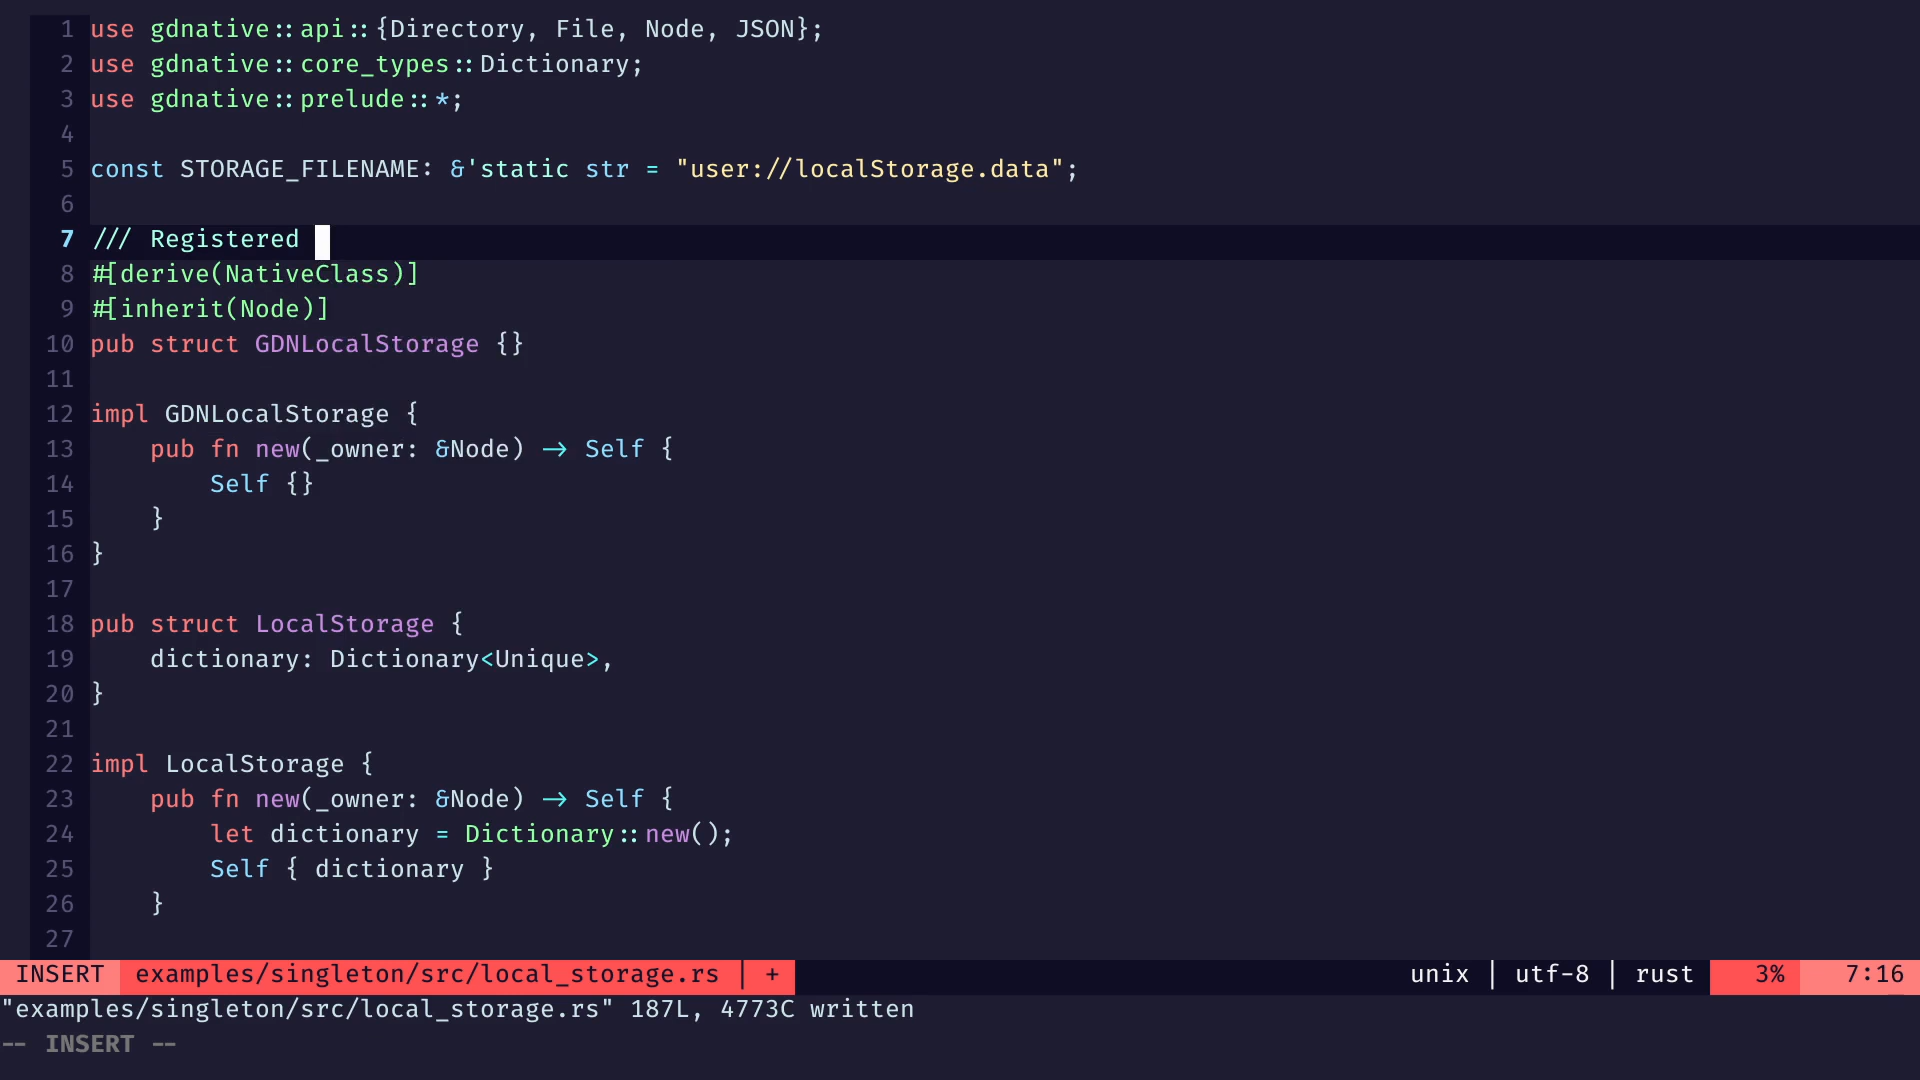 1 use gdnative::api::{Directory, File, Node, JSON};
2 use gdnative::core_types::Dictionary;
3 use gdnative::prelude::*;
4
5 const STORAGE_FILENAME: &'static str = "user://localStorage.data";
6
7 /// Registered
8 #[derive(NativeClass)]
9 #[inherit(Node)]
10 pub struct GDNLocalStorage {}
11
12 impl GDNLocalStorage {
13     pub fn new(_owner: &Node) -> Self {
14         Self {}
15     }
16 }
17
18 pub struct LocalStorage {
19     dictionary: Dictionary<Unique>,
20 }
21
22 impl LocalStorage {
23     pub fn new(_owner: &Node) -> Self {
24         let dictionary = Dictionary::new();
25         Self { dictionary }
26     }
27
INSERT examples/singleton/src/local_storage.rs | + unix | utf-8 | rust 3% 7:16
"examples/singleton/src/local_storage.rs" 187L, 4773C written
-- INSERT --